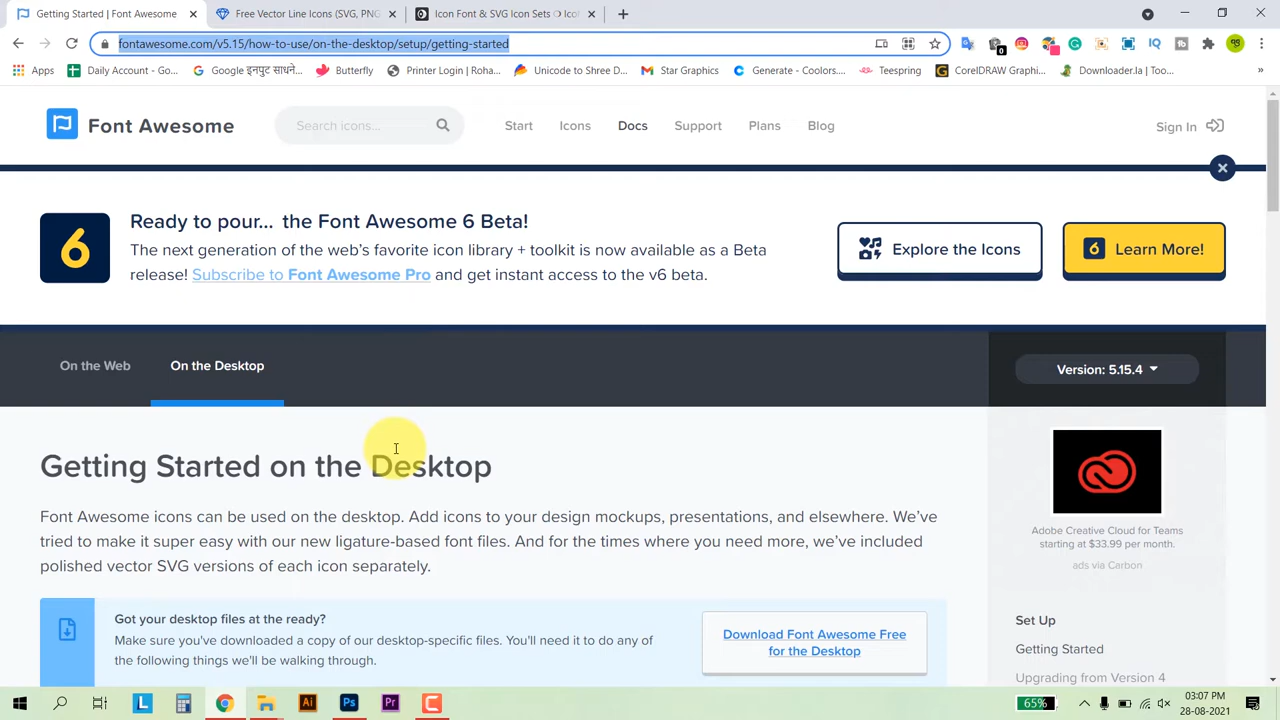 Getting Started | Font Awesome
Free Vector Line Icons (SVG, PNG
Icon Font & SVG Icon Sets ❍ Icon
fontawesome.com/v5.15/how-to-use/on-the-desktop/setup/getting-started
Apps
Daily Account - Go...
Google इनपुट साधने...
Butterfly
Printer Login | Roha...
Unicode to Shree D...
Star Graphics
Generate - Coolors....
Teespring
CorelDRAW Graphi...
Downloader.la | Too...
»
Font Awesome
Search icons...
Start
Icons
Docs
Support
Plans
Blog
Sign In
6
Ready to pour... the Font Awesome 6 Beta!
The next generation of the web's favorite icon library + toolkit is now available as a Beta
release! Subscribe to Font Awesome Pro and get instant access to the v6 beta.
Explore the Icons
6 Learn More!
On the Web
On the Desktop
Version: 5.15.4
Getting Started on the Desktop
Font Awesome icons can be used on the desktop. Add icons to your design mockups, presentations, and elsewhere. We've
tried to make it super easy with our new ligature-based font files. And for the times where you need more, we've included
polished vector SVG versions of each icon separately.
Adobe Creative Cloud for Teams
starting at $33.99 per month.
ads via Carbon
Got your desktop files at the ready?
Make sure you've downloaded a copy of our desktop-specific files. You'll need it to do any of
the following things we'll be walking through.
Download Font Awesome Free
for the Desktop
Set Up
Getting Started
Upgrading from Version 4
L
Ai
Ps
Pr
C
65%
03:07 PM
28-08-2021